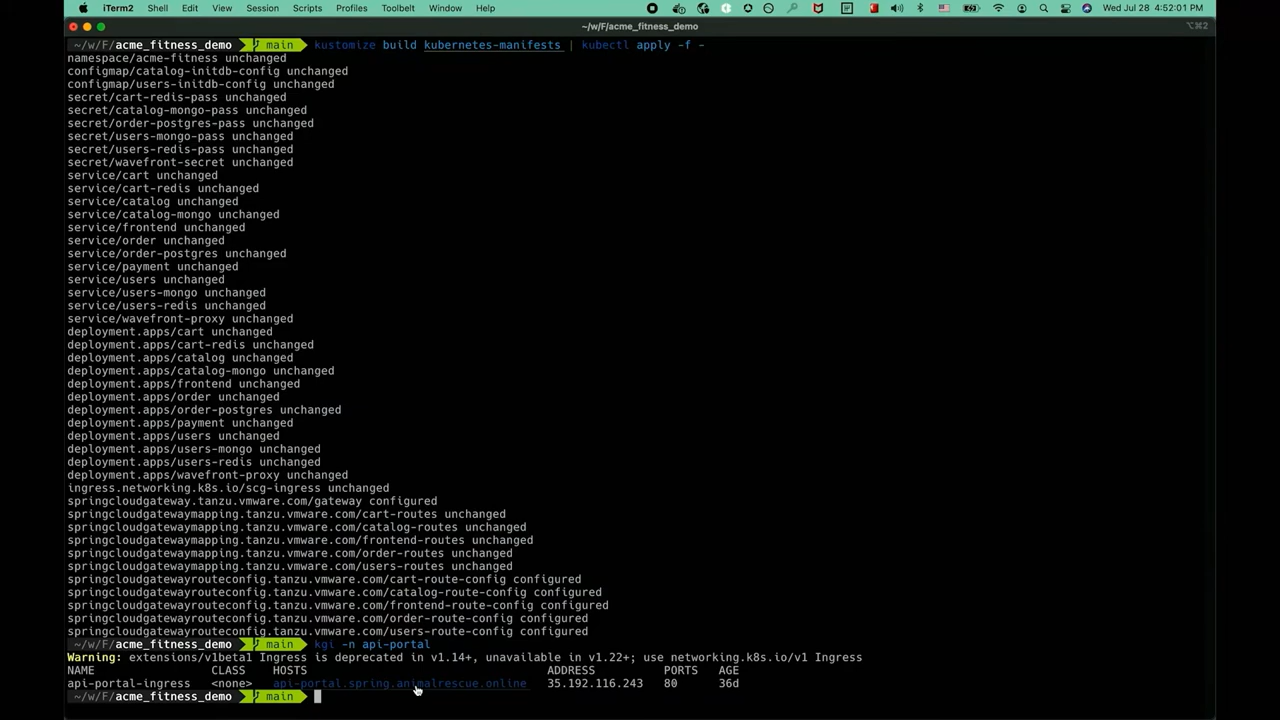 iTerm2 Shell Edit View Session Scripts Profiles Toolbelt Window Help Wed Jul 28 4:52:01 PM
~/w/F/acme_fitness_demo
~/w/F/acme_fitness_demo main kustomize build kubernetes-manifests | kubectl apply -f -
namespace/acme-fitness unchanged
configmap/catalog-initdb-config unchanged
configmap/users-initdb-config unchanged
secret/cart-redis-pass unchanged
secret/catalog-mongo-pass unchanged
secret/order-postgres-pass unchanged
secret/users-mongo-pass unchanged
secret/users-redis-pass unchanged
secret/wavefront-secret unchanged
service/cart unchanged
service/cart-redis unchanged
service/catalog unchanged
service/catalog-mongo unchanged
service/frontend unchanged
service/order unchanged
service/order-postgres unchanged
service/payment unchanged
service/users unchanged
service/users-mongo unchanged
service/users-redis unchanged
service/wavefront-proxy unchanged
deployment.apps/cart unchanged
deployment.apps/cart-redis unchanged
deployment.apps/catalog unchanged
deployment.apps/catalog-mongo unchanged
deployment.apps/frontend unchanged
deployment.apps/order unchanged
deployment.apps/order-postgres unchanged
deployment.apps/payment unchanged
deployment.apps/users unchanged
deployment.apps/users-mongo unchanged
deployment.apps/users-redis unchanged
deployment.apps/wavefront-proxy unchanged
ingress.networking.k8s.io/scg-ingress unchanged
springcloudgateway.tanzu.vmware.com/gateway configured
springcloudgatewaymapping.tanzu.vmware.com/cart-routes unchanged
springcloudgatewaymapping.tanzu.vmware.com/catalog-routes unchanged
springcloudgatewaymapping.tanzu.vmware.com/frontend-routes unchanged
springcloudgatewaymapping.tanzu.vmware.com/order-routes unchanged
springcloudgatewaymapping.tanzu.vmware.com/users-routes unchanged
springcloudgatewayrouteconfig.tanzu.vmware.com/cart-route-config configured
springcloudgatewayrouteconfig.tanzu.vmware.com/catalog-route-config configured
springcloudgatewayrouteconfig.tanzu.vmware.com/frontend-route-config configured
springcloudgatewayrouteconfig.tanzu.vmware.com/order-route-config configured
springcloudgatewayrouteconfig.tanzu.vmware.com/users-route-config configured
~/w/F/acme_fitness_demo main kgi -n api-portal
Warning: extensions/v1beta1 Ingress is deprecated in v1.14+, unavailable in v1.22+; use networking.k8s.io/v1 Ingress
NAME CLASS HOSTS ADDRESS PORTS AGE
api-portal-ingress <none> api-portal.spring.animalrescue.online 35.192.116.243 80 36d
~/w/F/acme_fitness_demo main